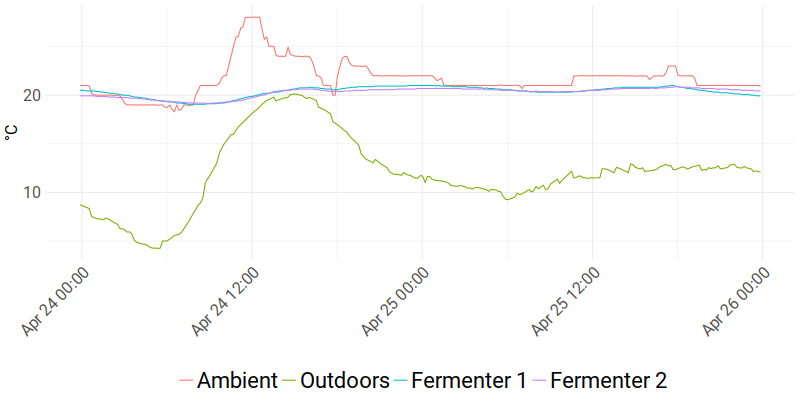 20
°C
10
Apr 24 00:00
Apr 24 12:00
Apr 25 00:00
Apr 25 12:00
Apr 26 00:00
Ambient Outdoors Fermenter 1 Fermenter 2